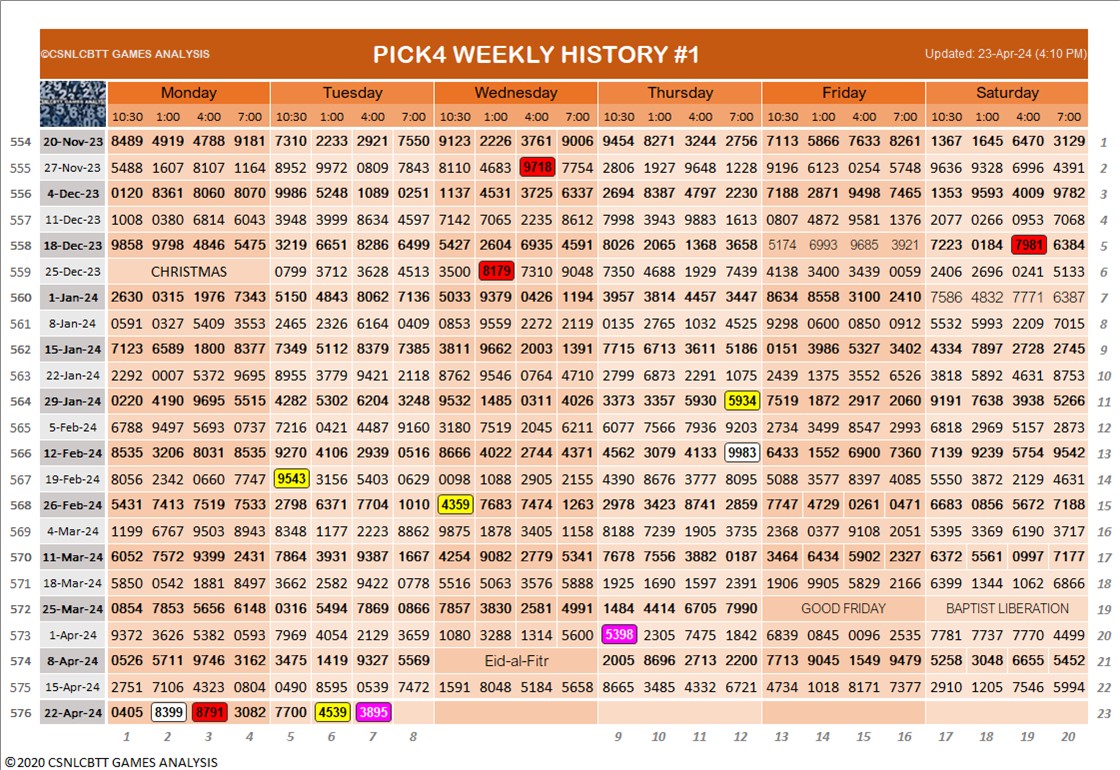 ©CSNLCBTT GAMES ANALYSIS PICK4 WEEKLY HISTORY #1 Updated: 23-Apr-24 (4:10 PM)
Monday Tuesday Wednesday Thursday Friday Saturday
10:30 1:00 4:00 7:00 10:30 1:00 4:00 7:00 10:30 1:00 4:00 7:00 10:30 1:00 4:00 7:00 10:30 1:00 4:00 7:00 10:30 1:00 4:00 7:00
554 20-Nov-23 8489 4919 4788 9181 7310 2233 2921 7550 9123 2226 3761 9006 9454 8271 3244 2756 7113 5866 7633 8261 1367 1645 6470 3129 1
555 27-Nov-23 5488 1607 8107 1164 8952 9972 0809 7843 8110 4683 9718 7754 2806 1927 9648 1228 9196 6123 0254 5748 9636 9328 6996 4391 2
556 4-Dec-23 0120 8361 8060 8070 9986 5248 1089 0251 1137 4531 3725 6337 2694 8387 4797 2230 7188 2871 9498 7465 1353 9593 4009 9782 3
557 11-Dec-23 1008 0380 6814 6043 3948 3999 8634 4597 7142 7065 2235 8612 7998 3943 9883 1613 0807 4872 9581 1376 2077 0266 0953 7068 4
558 18-Dec-23 9858 9798 4846 5475 3219 6651 8286 6499 5427 2604 6935 4591 8026 2065 1368 3658 5174 6993 9685 3921 7223 0184 7981 6384 5
559 25-Dec-23 CHRISTMAS 0799 3712 3628 4513 3500 8179 7310 9048 7350 4688 1929 7439 4138 3400 3439 0059 2406 2696 0241 5133 6
560 1-Jan-24 2630 0315 1976 7343 5150 4843 8062 7136 5033 9379 0426 1194 3957 3814 4457 3447 8634 8558 3100 2410 7586 4832 7771 6387 7
561 8-Jan-24 0591 0327 5409 3553 2465 2326 6164 0409 0853 9559 2272 2119 0135 2765 1032 4525 9298 0600 0850 0912 5532 5993 2209 7015 8
562 15-Jan-24 7123 6589 1800 8377 7349 5112 8379 7385 3811 9662 2003 1391 7715 6713 3611 5186 0151 3986 5327 3402 4334 7897 2728 2745 9
563 22-Jan-24 2292 0007 5372 9695 8955 3779 9421 2118 8762 9546 0764 4710 2799 6873 2291 1075 2439 1375 3552 6526 3818 5892 4631 8753 10
564 29-Jan-24 0220 4190 9695 5515 4282 5302 6204 3248 9532 1485 0311 4026 3373 3357 5930 5934 7519 1872 2917 2060 9191 7638 3938 5266 11
565 5-Feb-24 6788 9497 5693 0737 7216 0421 4487 9160 3180 7519 2045 6211 6077 7566 7936 9203 2734 3499 8547 2993 6818 2969 5157 2873 12
566 12-Feb-24 8535 3206 8031 8535 9270 4106 2939 0516 8666 4022 2744 4371 4562 3079 4133 9983 6433 1552 6900 7360 7139 9239 5754 9542 13
567 19-Feb-24 8056 2342 0660 7747 9543 3156 5403 0629 0098 1088 2905 2155 4390 8676 3777 8095 5088 3577 8397 4085 5550 3872 2129 4631 14
568 26-Feb-24 5431 7413 7519 7533 2798 6371 7704 1010 4359 7683 7474 1263 2978 3423 8741 2859 7747 4729 0261 0471 6683 0856 5672 7188 15
569 4-Mar-24 1199 6767 9503 8943 8348 1177 2223 8862 9875 1878 3405 1158 8188 7239 1905 3735 2368 0377 9108 2051 5395 3369 6190 3717 16
570 11-Mar-24 6052 7572 9399 2431 7864 3931 9387 1667 4254 9082 2779 5341 7678 7556 3882 0187 3464 6434 5902 2327 6372 5561 0997 7177 17
571 18-Mar-24 5850 0542 1881 8497 3662 2582 9422 0778 5516 5063 3576 5888 1925 1690 1597 2391 1906 9905 5829 2166 6399 1344 1062 6866 18
572 25-Mar-24 0854 7853 5656 6148 0316 5494 7869 0866 7857 3830 2581 4991 1484 4414 6705 7990 GOOD FRIDAY BAPTIST LIBERATION 19
573 1-Apr-24 9372 3626 5382 0593 7969 4054 2129 3659 1080 3288 1314 5600 5398 2305 7475 1842 6839 0845 0096 2535 7781 7737 7770 4499 20
574 8-Apr-24 0526 5711 9746 3162 3475 1419 9327 5569 Eid-al-Fitr 2005 8696 2713 2200 7713 9045 1549 9479 5258 3048 6655 5452 21
575 15-Apr-24 2751 7106 4323 0804 0490 8595 0539 7472 1591 8048 5184 5658 8665 3485 4332 6721 4734 1018 8171 7377 2910 1205 7546 5994 22
576 22-Apr-24 0405 8399 8791 3082 7700 4539 3895 23
1 2 3 4 5 6 7 8 9 10 11 12 13 14 15 16 17 18 19 20
©2020 CSNLCBTT GAMES ANALYSIS